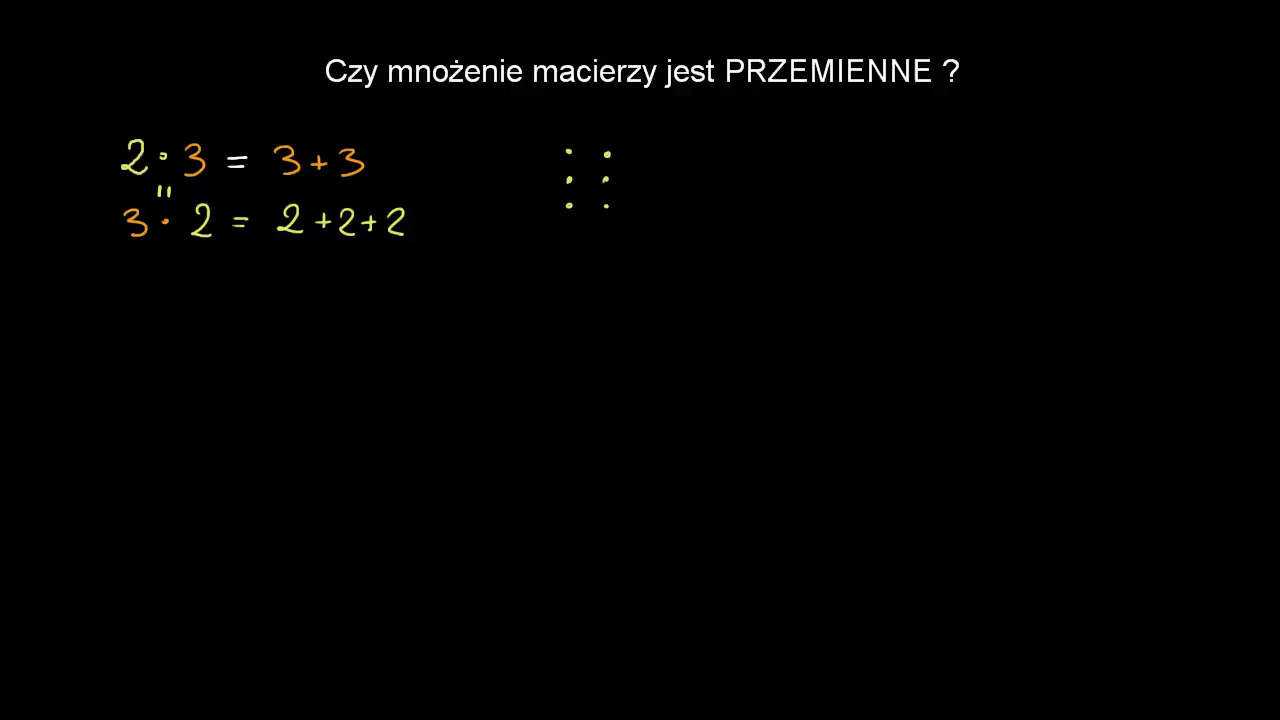 Czy mnożenie macierzy jest PRZEMIENNE ?
2 · 3 = 3 + 3
"
3 · 2 = 2 + 2 + 2